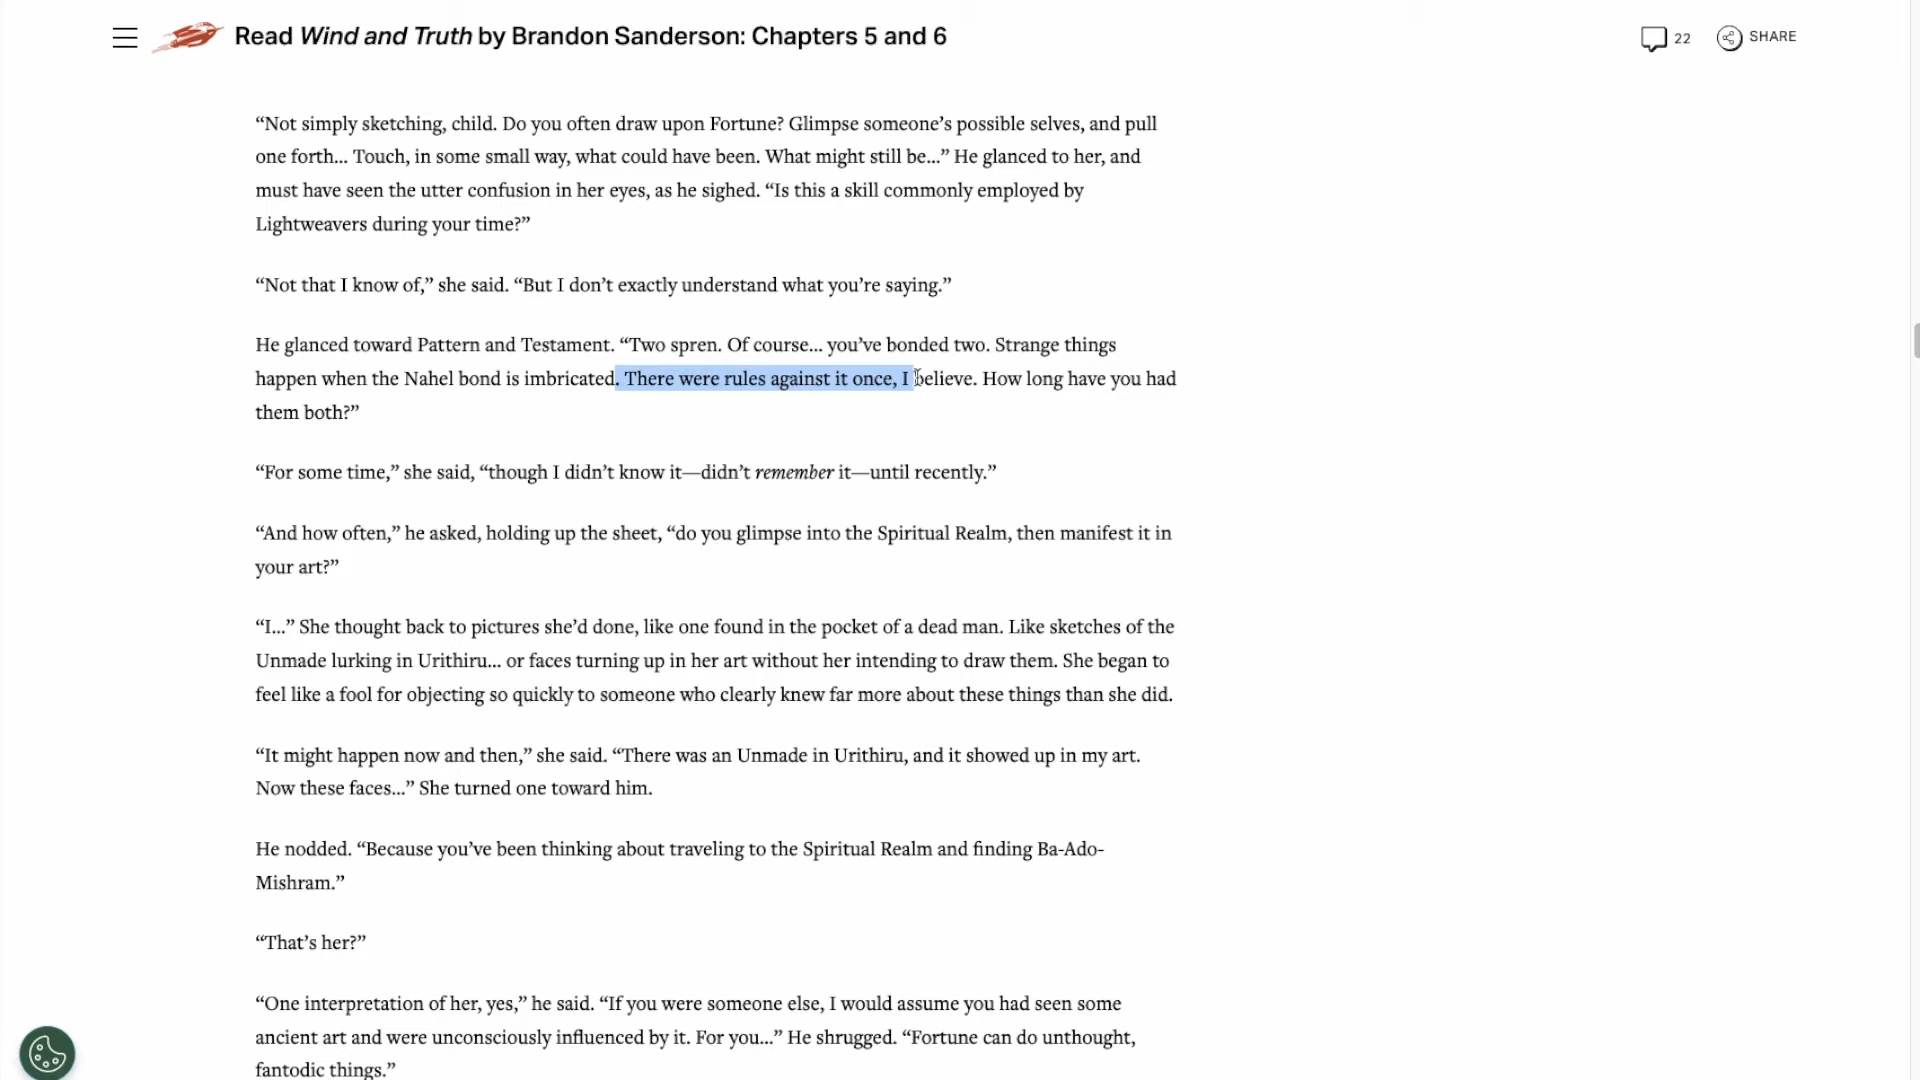 Read Wind and Truth by Brandon Sanderson: Chapters 5 and 6
22
SHARE
“Not simply sketching, child. Do you often draw upon Fortune? Glimpse someone’s possible selves, and pull
one forth… Touch, in some small way, what could have been. What might still be…” He glanced to her, and
must have seen the utter confusion in her eyes, as he sighed. “Is this a skill commonly employed by
Lightweavers during your time?”
“Not that I know of,” she said. “But I don’t exactly understand what you’re saying.”
He glanced toward Pattern and Testament. “Two spren. Of course… you’ve bonded two. Strange things
happen when the Nahel bond is imbricated. There were rules against it once, I believe. How long have you had
them both?”
“For some time,” she said, “though I didn’t know it—didn’t remember it—until recently.”
“And how often,” he asked, holding up the sheet, “do you glimpse into the Spiritual Realm, then manifest it in
your art?”
“I…” She thought back to pictures she’d done, like one found in the pocket of a dead man. Like sketches of the
Unmade lurking in Urithiru… or faces turning up in her art without her intending to draw them. She began to
feel like a fool for objecting so quickly to someone who clearly knew far more about these things than she did.
“It might happen now and then,” she said. “There was an Unmade in Urithiru, and it showed up in my art.
Now these faces…” She turned one toward him.
He nodded. “Because you’ve been thinking about traveling to the Spiritual Realm and finding Ba-Ado-
Mishram.”
“That’s her?”
“One interpretation of her, yes,” he said. “If you were someone else, I would assume you had seen some
ancient art and were unconsciously influenced by it. For you…” He shrugged. “Fortune can do unthought,
fantodic things.”